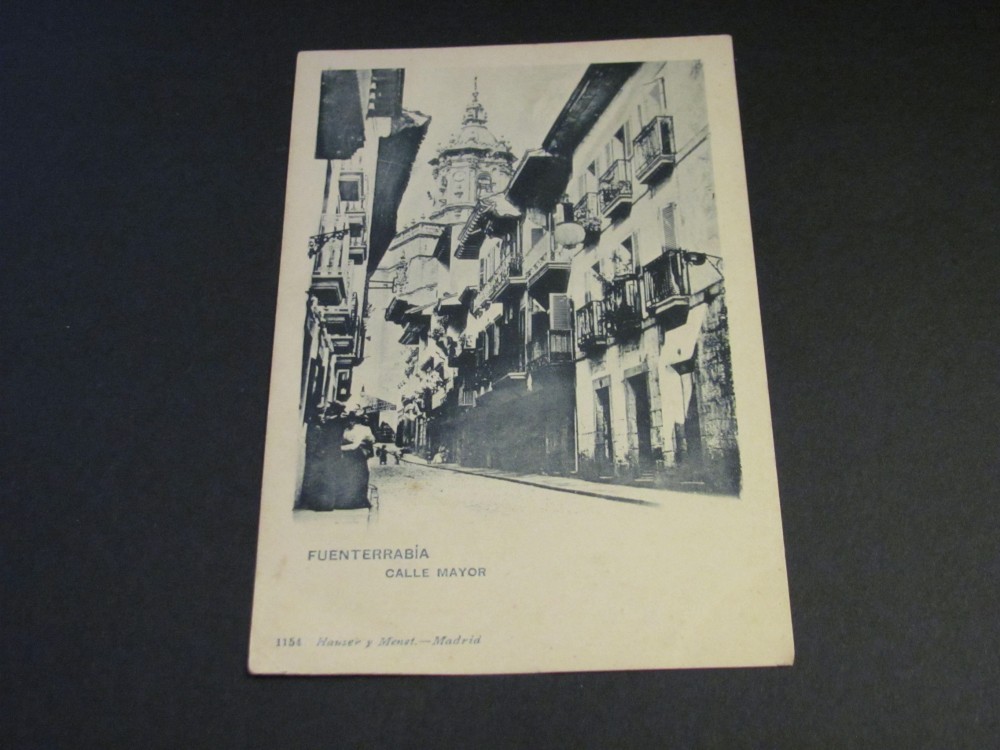 FUENTERRABÍA
CALLE MAYOR
1154 Hauser y Menet.—Madrid